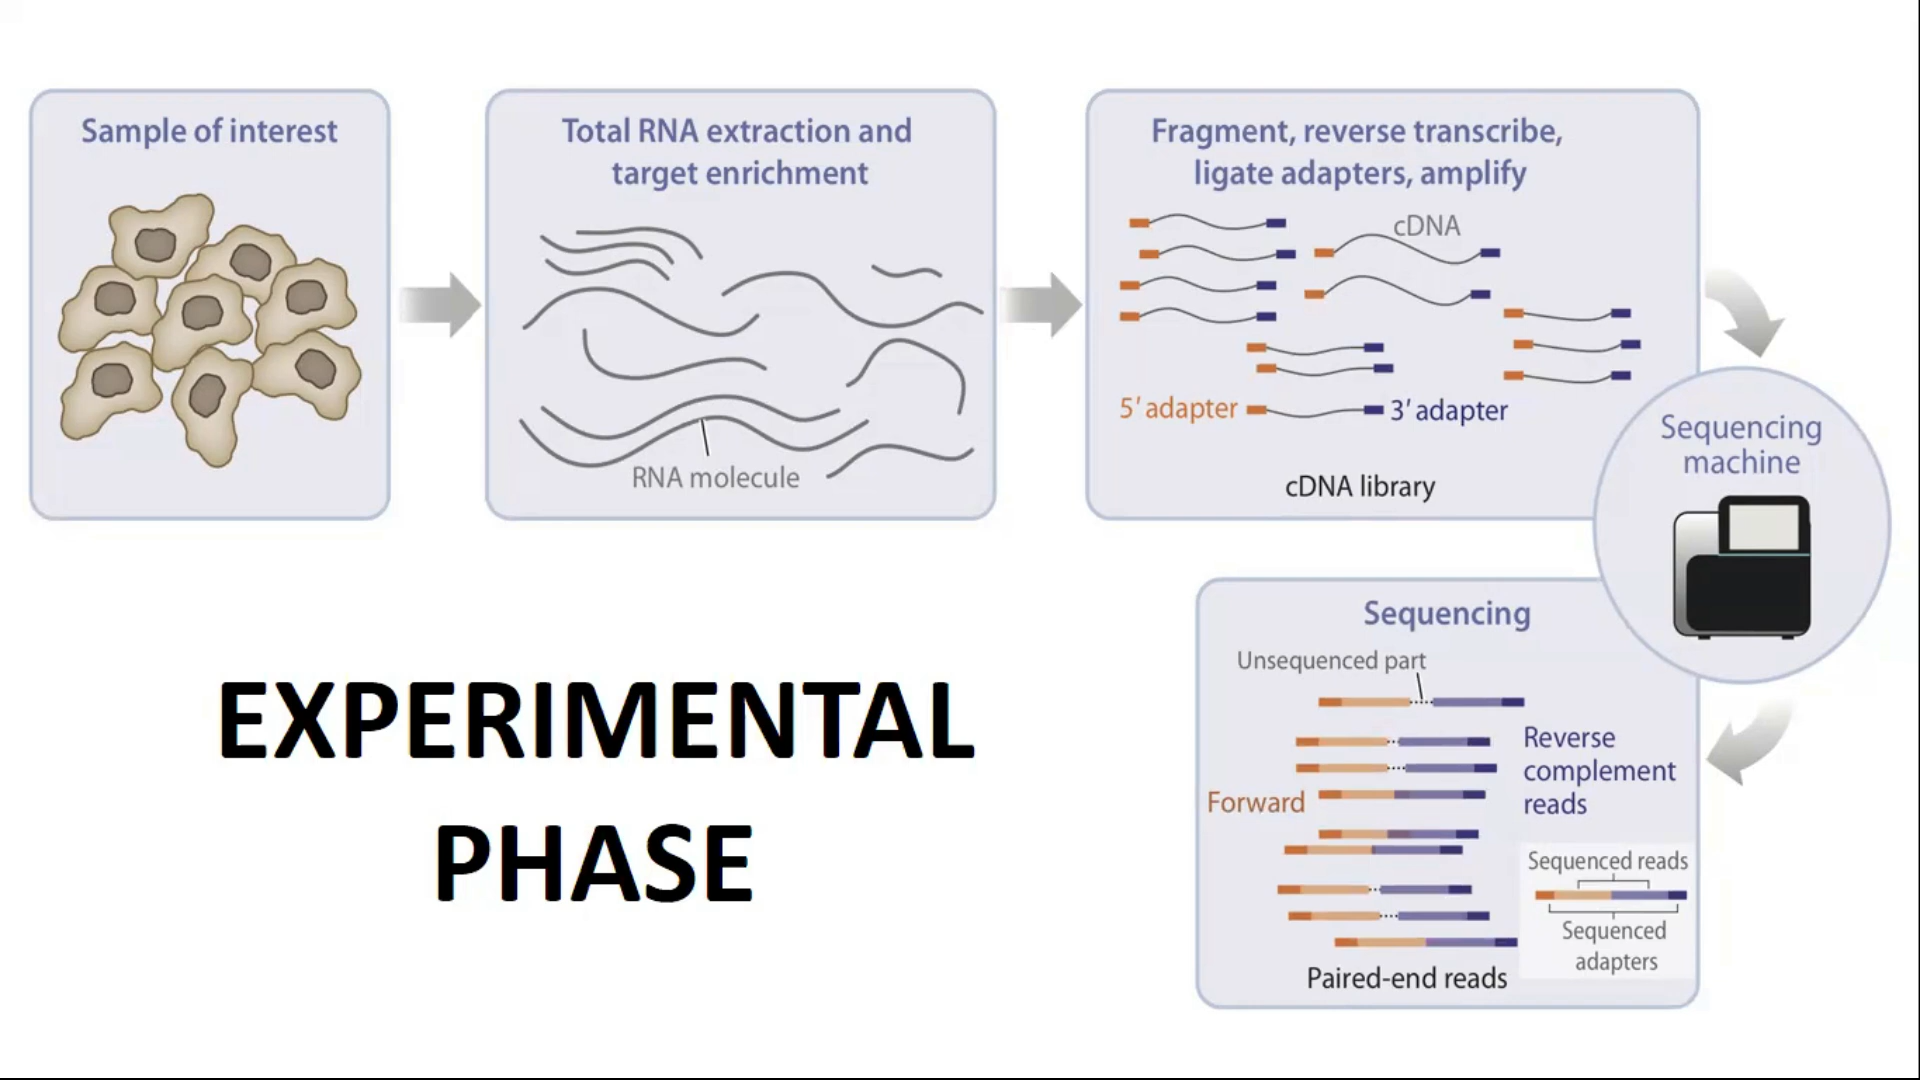 Sample of interest
Total RNA extraction and
target enrichment
RNA molecule
Fragment, reverse transcribe,
ligate adapters, amplify
cDNA
5′ adapter
3′ adapter
cDNA library
Sequencing
machine
Sequencing
Unsequenced part
Reverse
complement
reads
Forward
Sequenced reads
Sequenced
adapters
Paired-end reads
EXPERIMENTAL
PHASE